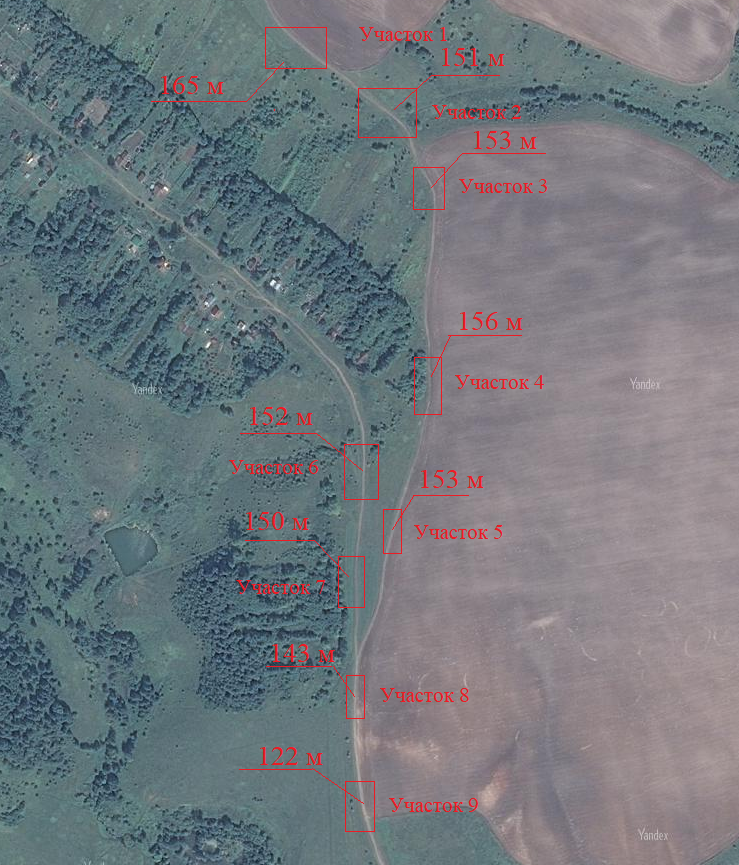 Участок 1
151 м
165 м
Участок 2
153 м
Участок 3
156 м
Участок 4
Yandex
Yandex
152 м
Участок 6
153 м
150 м
Участок 5
Участок 7
143 м
Участок 8
122 м
Участок 9
Yandex